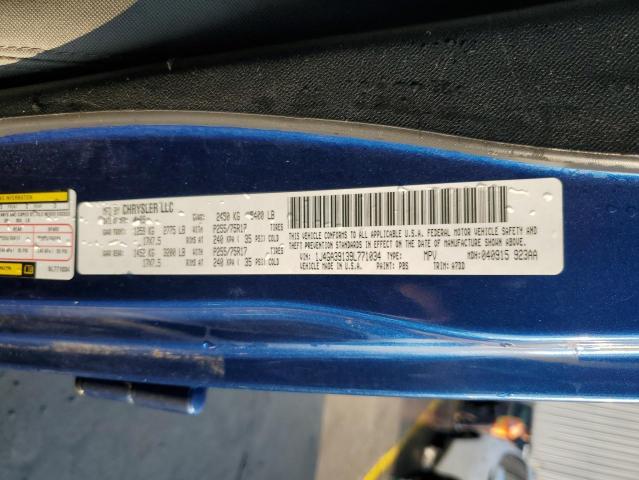 MFD BY CHRYSLER LLC
GVWR: 2450 KG 5400 LB
GAWR FRONT: 1259 KG 2775 LB P255/75R17 TIRES
17X7.5 RIMS AT 240 KPA ( 35 PSI) COLD
GAWR REAR: 1452 KG 3200 LB P255/75R17 TIRES
17X7.5 RIMS AT 240 KPA ( 35 PSI) COLD
THIS VEHICLE CONFORMS TO ALL APPLICABLE U.S.A. FEDERAL MOTOR VEHICLE SAFETY AND
THEFT PREVENTION STANDARDS IN EFFECT ON THE DATE OF MANUFACTURE SHOWN ABOVE.
VIN: 1J4GA39139L771034 TYPE: MPV MDH: 040915 923AA
VEHICLE MADE IN U.S.A. PAINT: PBS TRIM: A7DD
INFORMATION
REAR
9L771034